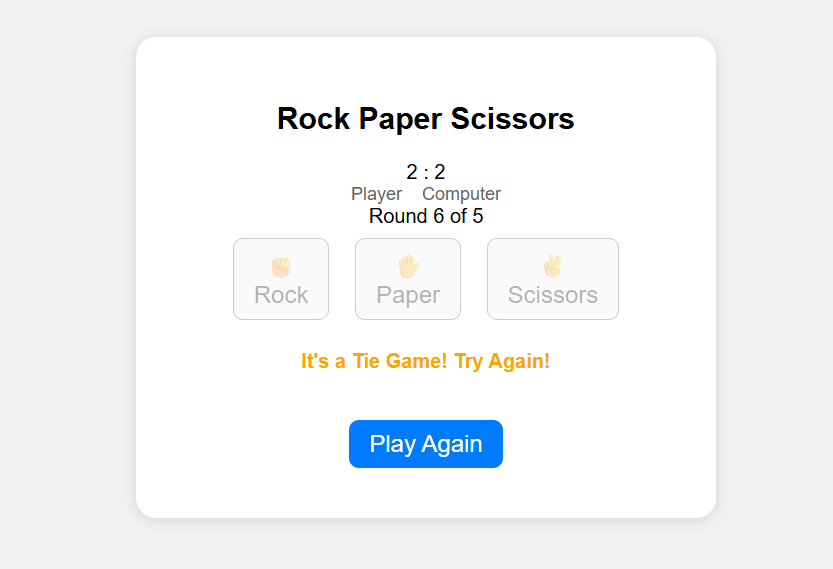 Rock Paper Scissors
2 : 2
Player Computer
Round 6 of 5
Rock Paper Scissors
It's a Tie Game! Try Again!
Play Again